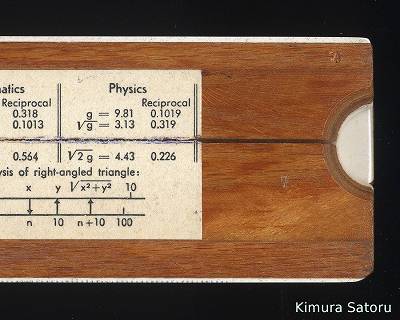 atics Physics
Reciprocal Reciprocal
0.318 g = 9.81 0.1019
0.1013 √g = 3.13 0.319
0.564 √2 g = 4.43 0.226
ysis of right-angled triangle:
x y √x²+y² 10
n 10 n+10 100
Kimura Satoru